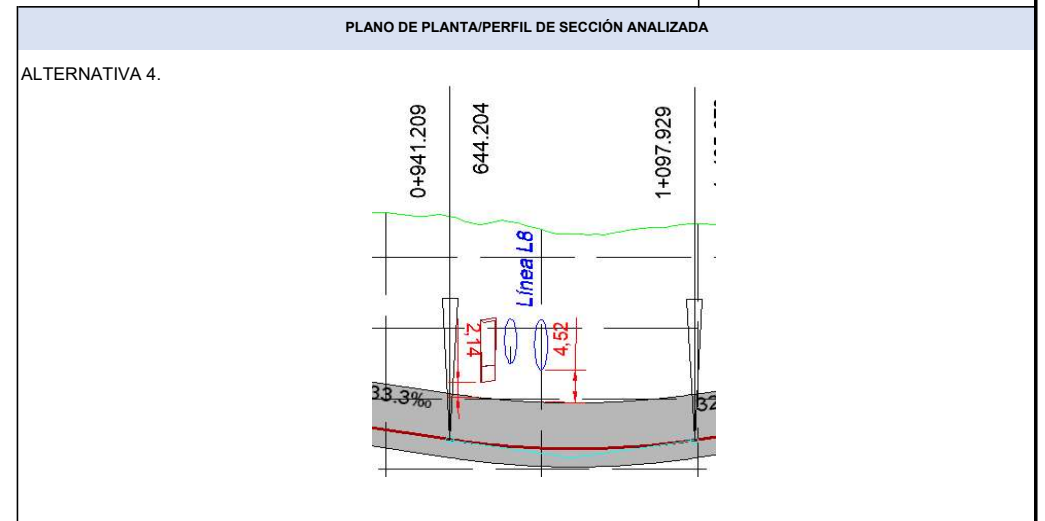 PLANO DE PLANTA/PERFIL DE SECCIÓN ANALIZADA
ALTERNATIVA 4.
0+941.209
644.204
1+097.929
Línea L8
2,14
4,52
33.3‰
32